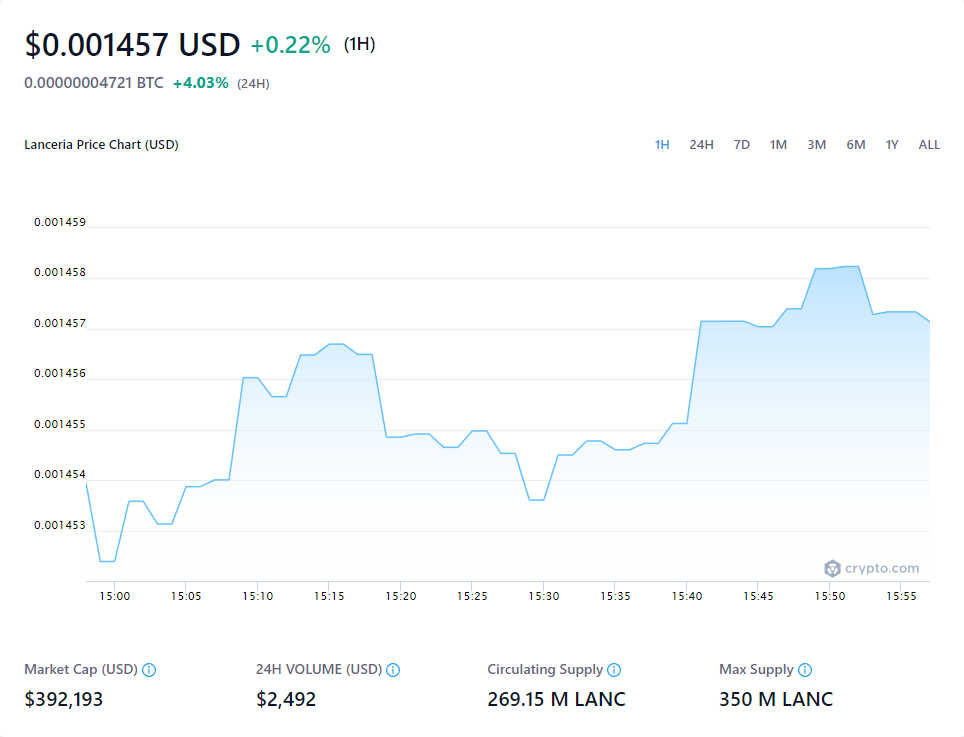 $0.001457 USD +0.22% (1H)
0.00000004721 BTC +4.03% (24H)
Lanceria Price Chart (USD) 1H 24H 7D 1M 3M 6M 1Y ALL
0.001459
0.001458
0.001457
0.001456
0.001455
0.001454
0.001453
crypto.com
15:00 15:05 15:10 15:15 15:20 15:25 15:30 15:35 15:40 15:45 15:50 15:55
Market Cap (USD) 24H VOLUME (USD) Circulating Supply Max Supply
$392,193 $2,492 269.15 M LANC 350 M LANC